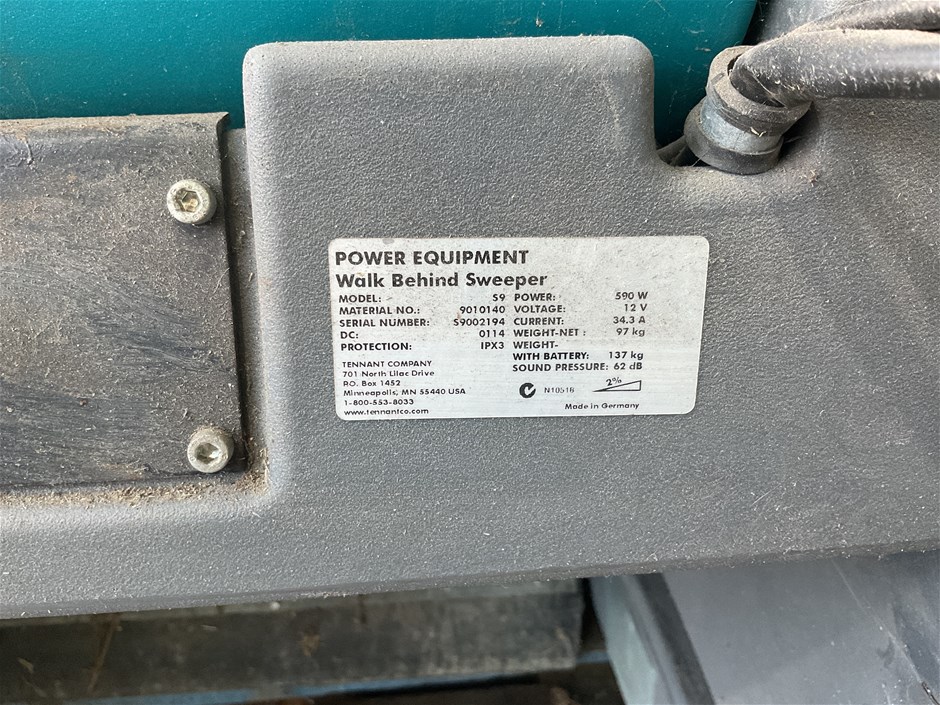 POWER EQUIPMENT
Walk Behind Sweeper
MODEL: S9 POWER: 590 W
MATERIAL NO.: 9010140 VOLTAGE: 12 V
SERIAL NUMBER: S9002194 CURRENT: 34.3 A
DC: 0114 WEIGHT-NET : 97 kg
PROTECTION: IPX3 WEIGHT-
WITH BATTERY: 137 kg
SOUND PRESSURE: 62 dB
TENNANT COMPANY
701 North Lilac Drive
P.O. Box 1452
Minneapolis, MN 55440 USA
1-800-553-8033
www.tennantco.com
N10516
2%
Made in Germany